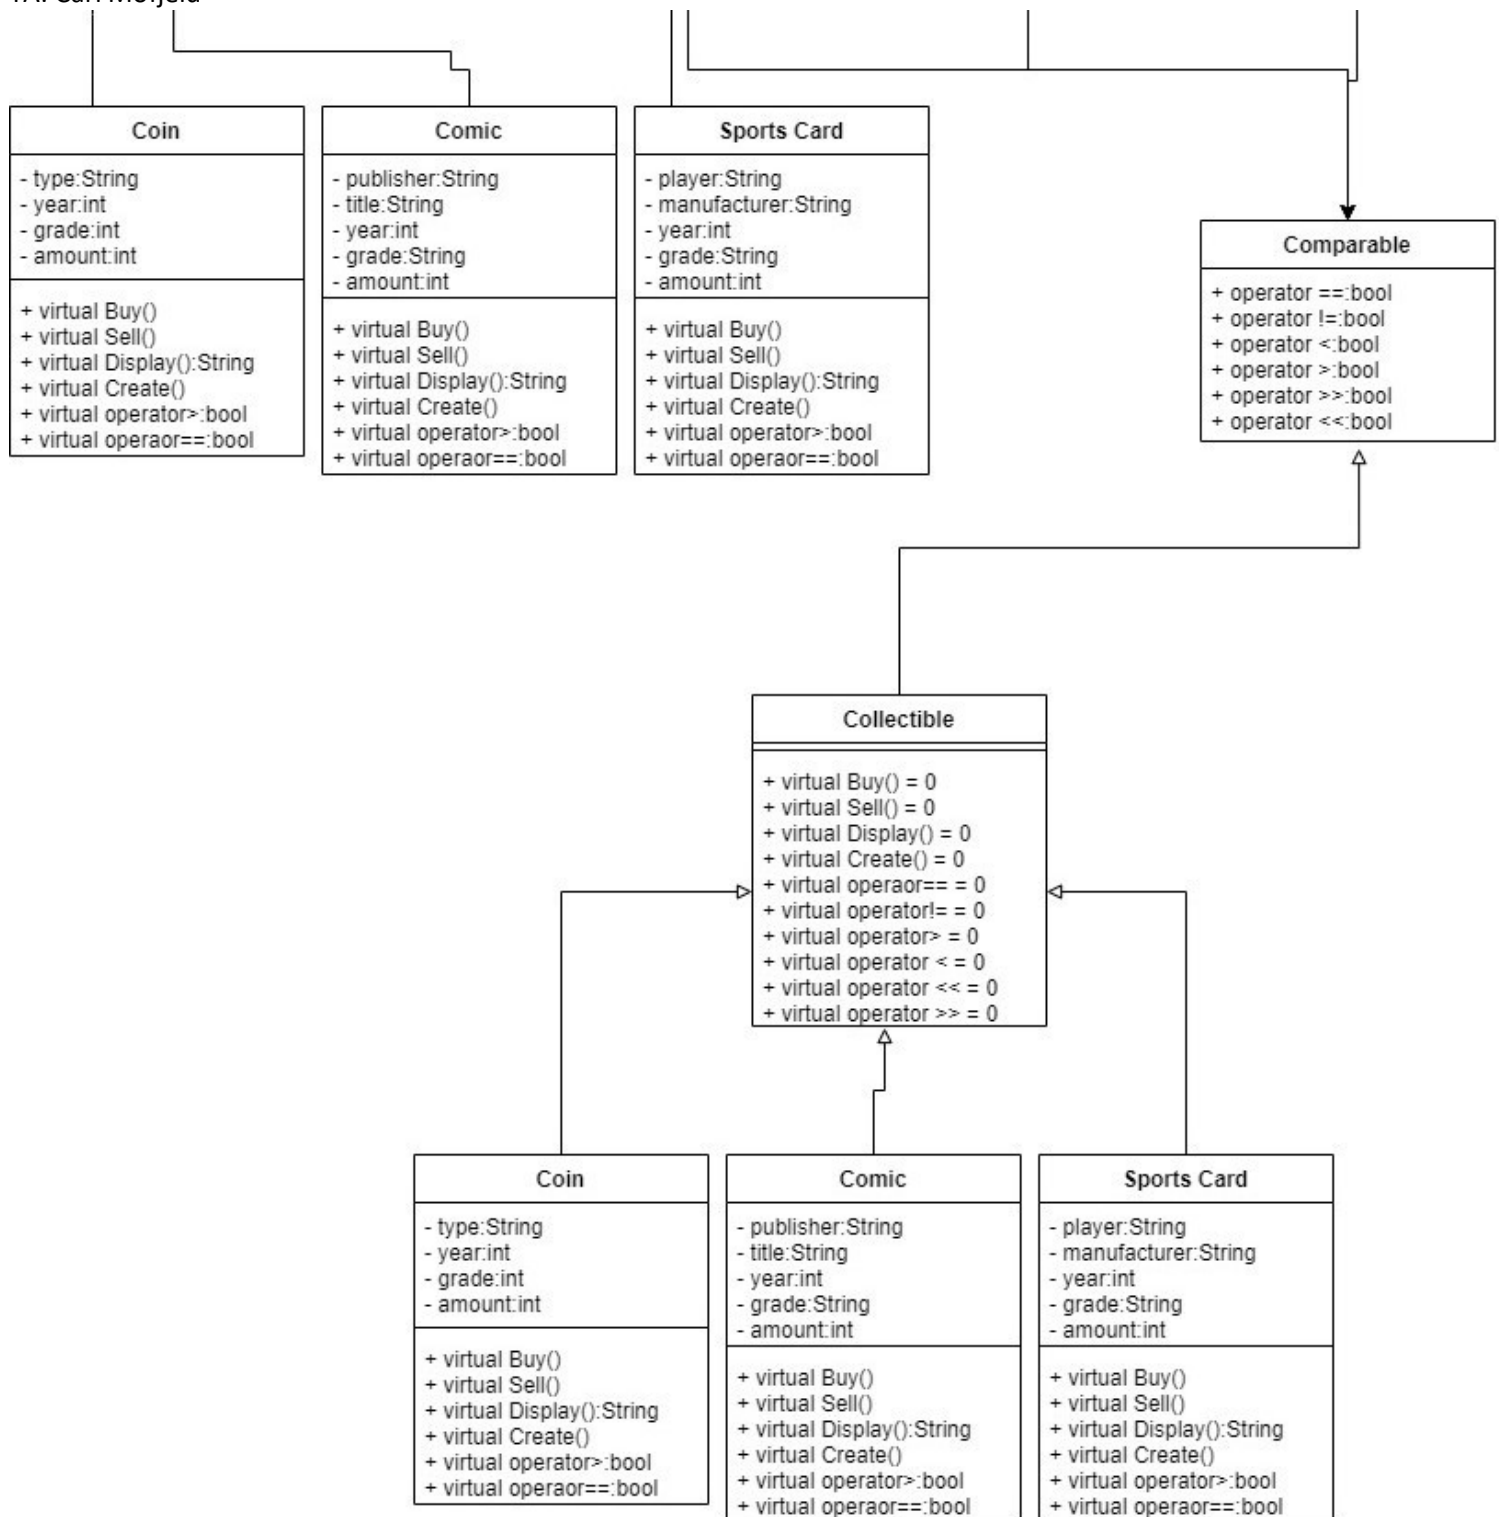 Coin
- type:String
- year:int
- grade:int
- amount:int
+ virtual Buy()
+ virtual Sell()
+ virtual Display():String
+ virtual Create()
+ virtual operator>:bool
+ virtual operaor==:bool
Comic
- publisher:String
- title:String
- year:int
- grade:String
- amount:int
+ virtual Buy()
+ virtual Sell()
+ virtual Display():String
+ virtual Create()
+ virtual operator>:bool
+ virtual operaor==:bool
Sports Card
- player:String
- manufacturer:String
- year:int
- grade:String
- amount:int
+ virtual Buy()
+ virtual Sell()
+ virtual Display():String
+ virtual Create()
+ virtual operator>:bool
+ virtual operaor==:bool
Comparable
+ operator ==:bool
+ operator !=:bool
+ operator <:bool
+ operator >:bool
+ operator >>:bool
+ operator <<:bool
Collectible
+ virtual Buy() = 0
+ virtual Sell() = 0
+ virtual Display() = 0
+ virtual Create() = 0
+ virtual operaor== = 0
+ virtual operator!= = 0
+ virtual operator> = 0
+ virtual operator < = 0
+ virtual operator << = 0
+ virtual operator >> = 0
Coin
- type:String
- year:int
- grade:int
- amount:int
+ virtual Buy()
+ virtual Sell()
+ virtual Display():String
+ virtual Create()
+ virtual operator>:bool
+ virtual operaor==:bool
Comic
- publisher:String
- title:String
- year:int
- grade:String
- amount:int
+ virtual Buy()
+ virtual Sell()
+ virtual Display():String
+ virtual Create()
+ virtual operator>:bool
+ virtual operaor==:bool
Sports Card
- player:String
- manufacturer:String
- year:int
- grade:String
- amount:int
+ virtual Buy()
+ virtual Sell()
+ virtual Display():String
+ virtual Create()
+ virtual operator>:bool
+ virtual operaor==:bool